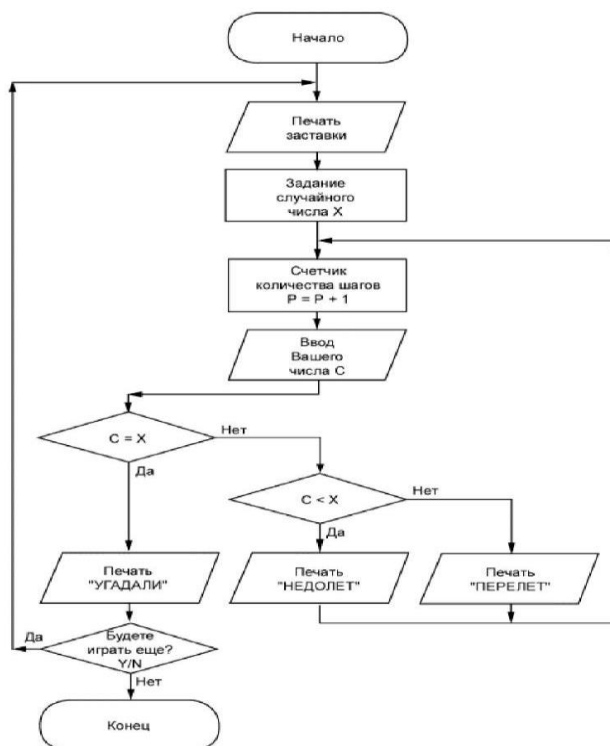 Начало
Печать
заставки
Задание
случайного
числа X
Счетчик
количества шагов
P = P + 1
Ввод
Вашего
числа C
C = X
Нет
Да
C < X
Нет
Да
Печать
"УГАДАЛИ"
Печать
"НЕДОЛЕТ"
Печать
"ПЕРЕЛЕТ"
Да
Будете
играть еще?
Y/N
Нет
Конец